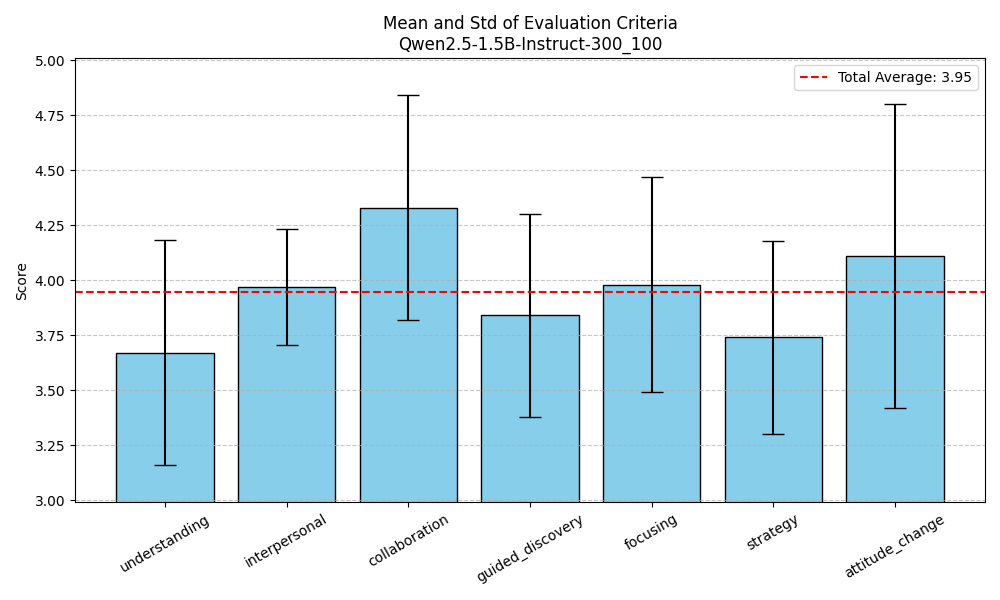 Mean and Std of Evaluation Criteria
Qwen2.5-1.5B-Instruct-300_100
Total Average: 3.95
Score
5.00
4.75
4.50
4.25
4.00
3.75
3.50
3.25
3.00
understanding
interpersonal
collaboration
guided_discovery
focusing
strategy
attitude_change